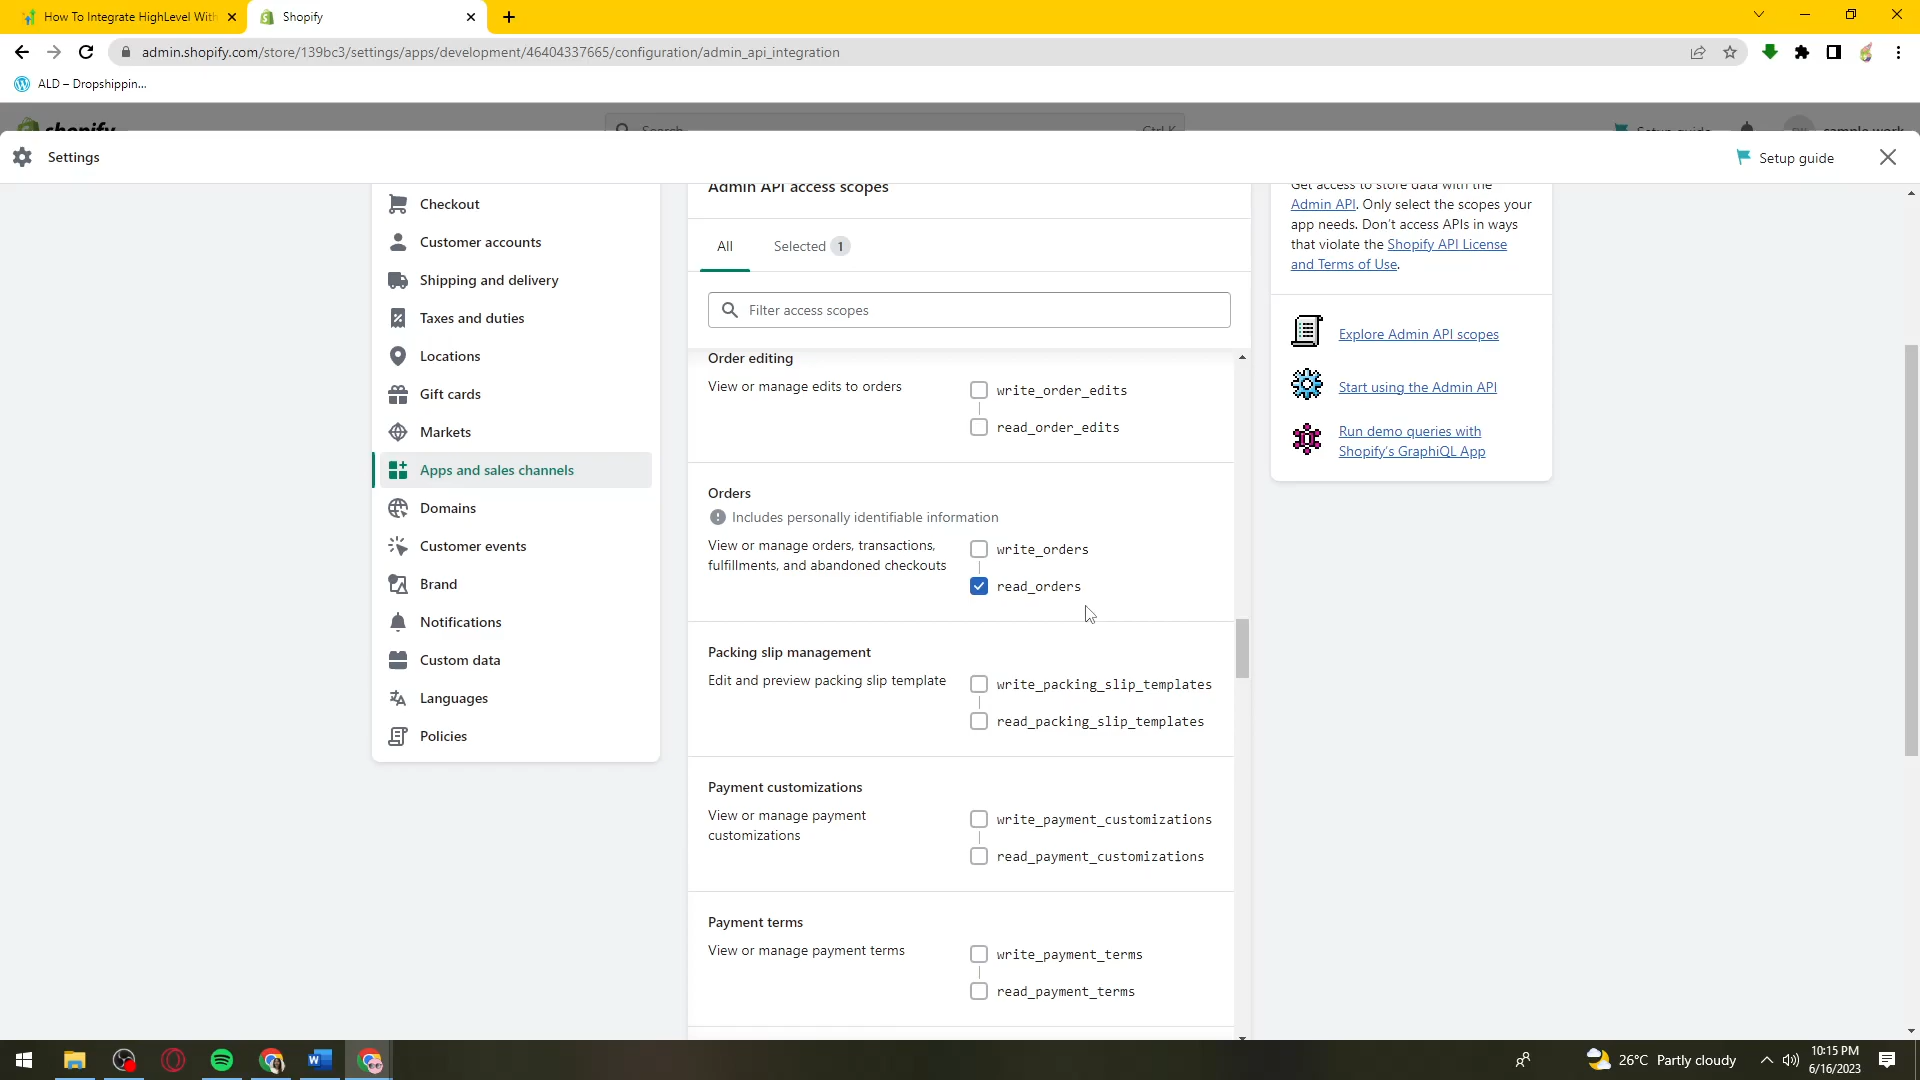 How To Integrate HighLevel With
Shopify
admin.shopify.com/store/139bc3/settings/apps/development/46404337665/configuration/admin_api_integration
ALD – Dropshippin...
shopify
Search
Ctrl K
Setup guide
sample work
Settings
Setup guide
Checkout
Customer accounts
Shipping and delivery
Taxes and duties
Locations
Gift cards
Markets
Apps and sales channels
Domains
Customer events
Brand
Notifications
Custom data
Languages
Policies
Admin API access scopes
All
Selected 1
Filter access scopes
Order editing
View or manage edits to orders
write_order_edits
read_order_edits
Orders
Includes personally identifiable information
View or manage orders, transactions,
fulfillments, and abandoned checkouts
write_orders
read_orders
Packing slip management
Edit and preview packing slip template
write_packing_slip_templates
read_packing_slip_templates
Payment customizations
View or manage payment
customizations
write_payment_customizations
read_payment_customizations
Payment terms
View or manage payment terms
write_payment_terms
read_payment_terms
Get access to store data with the
Admin API. Only select the scopes your
app needs. Don't access APIs in ways
that violate the Shopify API License
and Terms of Use.
Explore Admin API scopes
Start using the Admin API
Run demo queries with
Shopify's GraphiQL App
26°C Partly cloudy
10:15 PM
6/16/2023